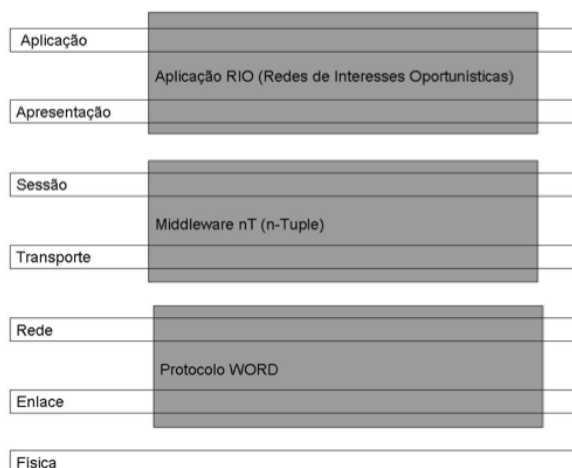 Aplicação
Aplicação RIO (Redes de Interesses Oportunísticas)
Apresentação
Sessão
Middleware nT (n-Tuple)
Transporte
Rede
Protocolo WORD
Enlace
Física